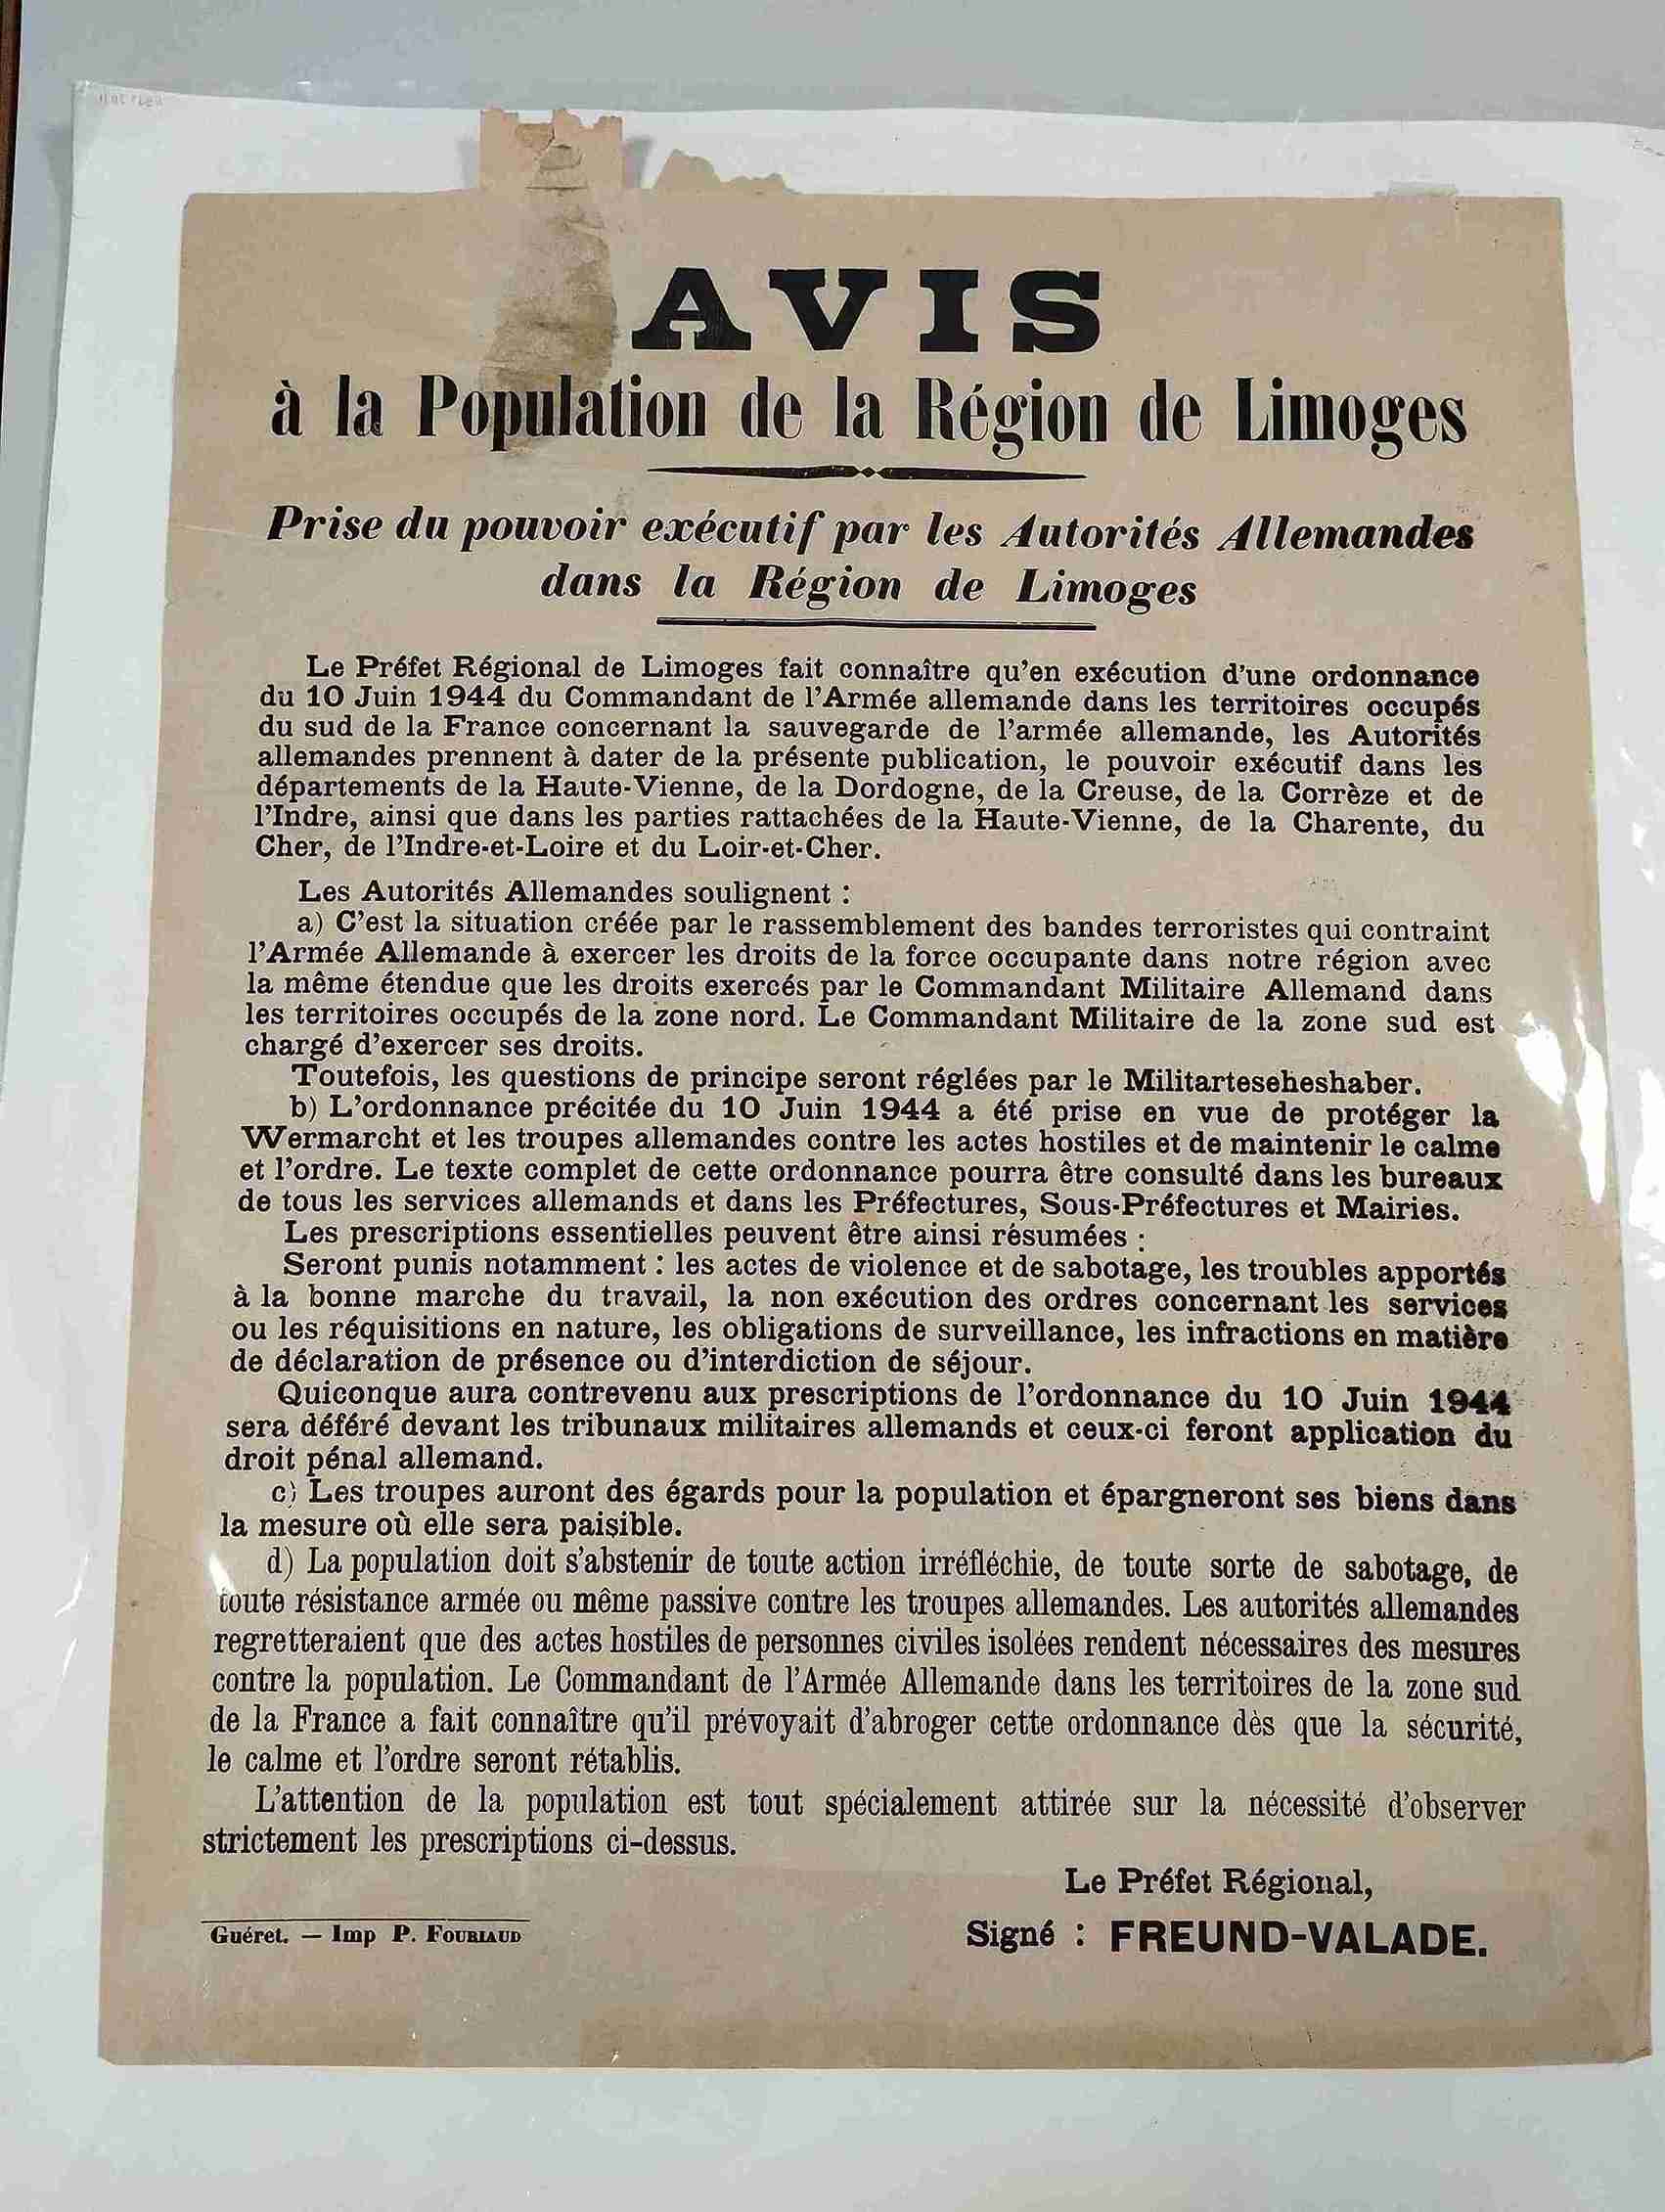 AVIS
à la Population de la Région de Limoges
Prise du pouvoir exécutif par les Autorités Allemandes
dans la Région de Limoges
Le Préfet Régional de Limoges fait connaître qu'en exécution d'une ordonnance
du 10 Juin 1944 du Commandant de l'Armée allemande dans les territoires occupés
du sud de la France concernant la sauvegarde de l'armée allemande, les Autorités
allemandes prennent à dater de la présente publication, le pouvoir exécutif dans les
départements de la Haute-Vienne, de la Dordogne, de la Creuse, de la Corrèze et de
l'Indre, ainsi que dans les parties rattachées de la Haute-Vienne, de la Charente, du
Cher, de l'Indre-et-Loire et du Loir-et-Cher.
Les Autorités Allemandes soulignent :
a) C'est la situation créée par le rassemblement des bandes terroristes qui contraint
l'Armée Allemande à exercer les droits de la force occupante dans notre région avec
la même étendue que les droits exercés par le Commandant Militaire Allemand dans
les territoires occupés de la zone nord. Le Commandant Militaire de la zone sud est
chargé d'exercer ses droits.
Toutefois, les questions de principe seront réglées par le Militarteseheshaber.
b) L'ordonnance précitée du 10 Juin 1944 a été prise en vue de protéger la
Wermarcht et les troupes allemandes contre les actes hostiles et de maintenir le calme
et l'ordre. Le texte complet de cette ordonnance pourra être consulté dans les bureaux
de tous les services allemands et dans les Préfectures, Sous-Préfectures et Mairies.
Les prescriptions essentielles peuvent être ainsi résumées :
Seront punis notamment : les actes de violence et de sabotage, les troubles apportés
à la bonne marche du travail, la non exécution des ordres concernant les services
ou les réquisitions en nature, les obligations de surveillance, les infractions en matière
de déclaration de présence ou d'interdiction de séjour.
Quiconque aura contrevenu aux prescriptions de l'ordonnance du 10 Juin 1944
sera déféré devant les tribunaux militaires allemands et ceux-ci feront application du
droit pénal allemand.
c) Les troupes auront des égards pour la population et épargneront ses biens dans
la mesure où elle sera paisible.
d) La population doit s'abstenir de toute action irréfléchie, de toute sorte de sabotage, de
toute résistance armée ou même passive contre les troupes allemandes. Les autorités allemandes
regretteraient que des actes hostiles de personnes civiles isolées rendent nécessaires des mesures
contre la population. Le Commandant de l'Armée Allemande dans les territoires de la zone sud
de la France a fait connaître qu'il prévoyait d'abroger cette ordonnance dès que la sécurité,
le calme et l'ordre seront rétablis.
L'attention de la population est tout spécialement attirée sur la nécessité d'observer
strictement les prescriptions ci-dessus.
Le Préfet Régional,
Signé : FREUND-VALADE.
Guéret. — Imp P. FOURIAUD